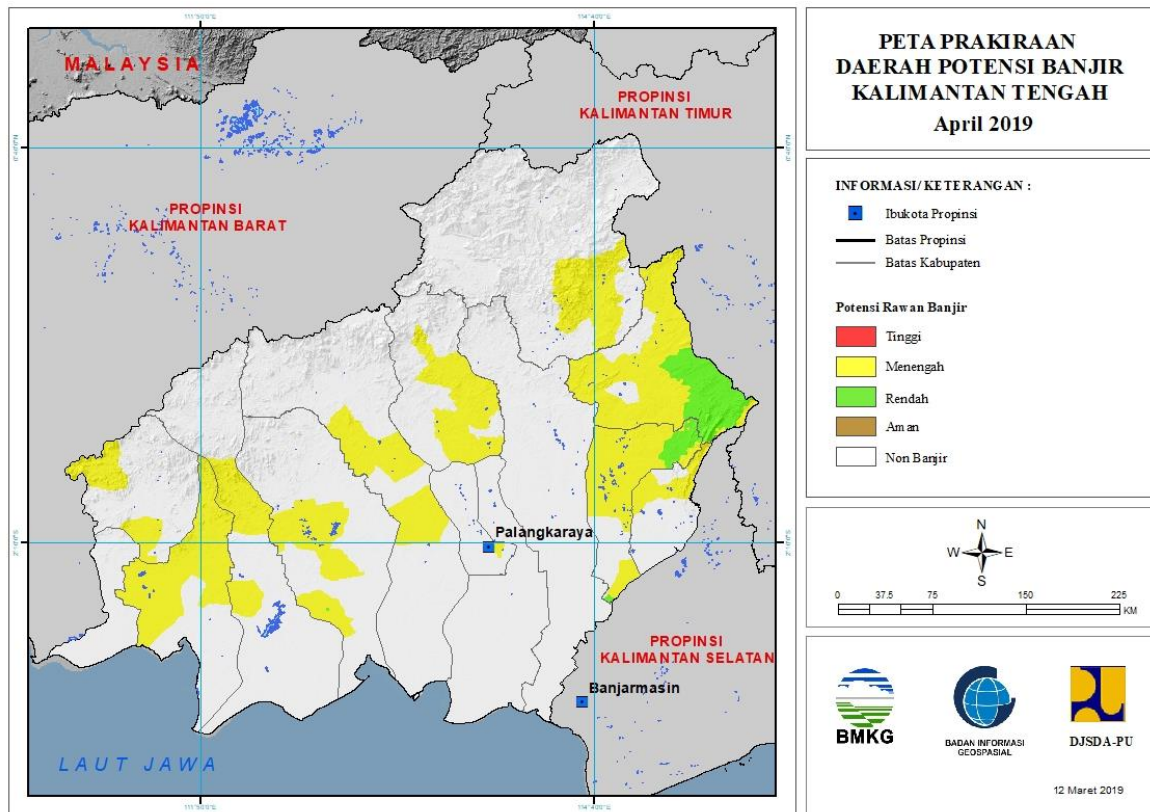 MALAYSIA
PROPINSI
KALIMANTAN TIMUR
PROPINSI
KALIMANTAN BARAT
Palangkaraya
PROPINSI
KALIMANTAN SELATAN
Banjarmasin
LAUT JAWA
PETA PRAKIRAAN
DAERAH POTENSI BANJIR
KALIMANTAN TENGAH
April 2019
INFORMASI/KETERANGAN :
Ibukota Propinsi
Batas Propinsi
Batas Kabupaten
Potensi Rawan Banjir
Tinggi
Menengah
Rendah
Aman
Non Banjir
N
W E
S
0 37.5 75 150 225
KM
BMKG
BADAN INFORMASI
GEOSPASIAL
DJSDA-PU
12 Maret 2019